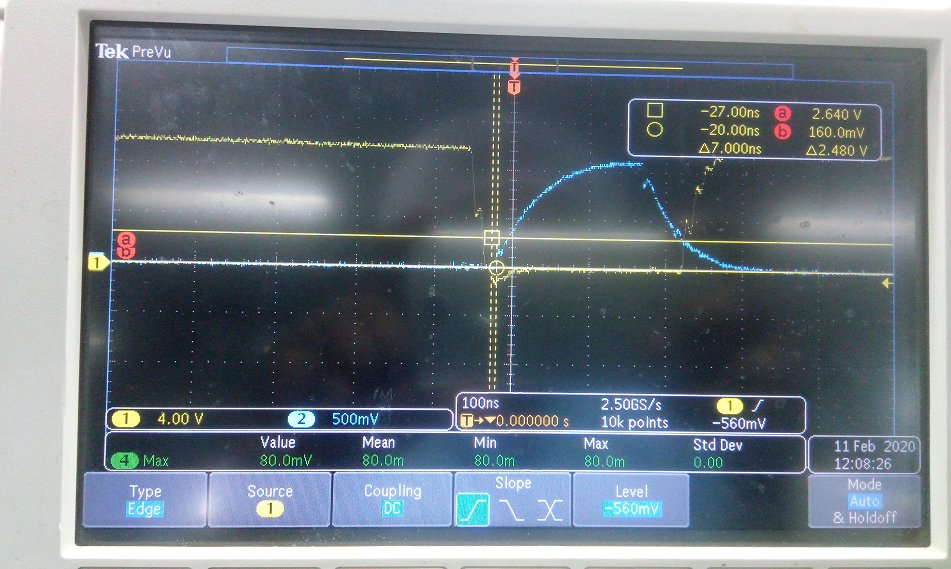 Tek PreVu
T
T
□ −27.00ns a 2.640 V
○ −20.00ns b 160.0mV
△7.000ns △2.480 V
a
b
1
1 4.00 V 2 500mV
100ns 2.50GS/s 1
T→▼0.000000 s 10k points −560mV
Value Mean Min Max Std Dev
4 Max 80.0mV 80.0m 80.0m 80.0m 0.00
11 Feb 2020
12:08:26
Type
Edge
Source
1
Coupling
DC
Slope
Level
−560mV
Mode
Auto
& Holdoff